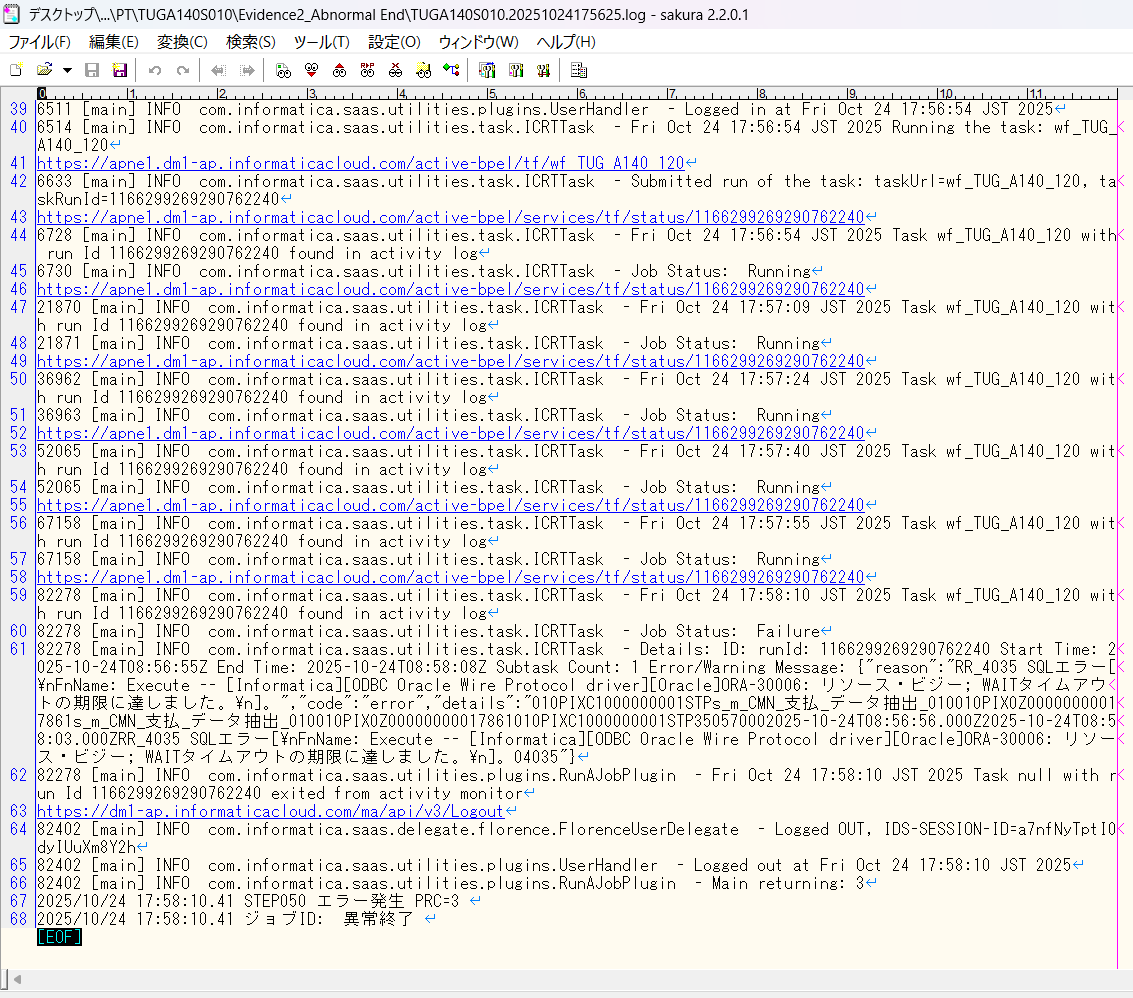 デスクトップ\...\PT\TUGA140S010\Evidence2_Abnormal End\TUGA140S010.20251024175625.log - sakura 2.2.0.1
ファイル(F) 編集(E) 変換(C) 検索(S) ツール(T) 設定(O) ウィンドウ(W) ヘルプ(H)
0 1 2 3 4 5 6 7 8 9 10 11
39 6511 [main] INFO  com.informatica.saas.utilities.plugins.UserHandler  - Logged in at Fri Oct 24 17:56:54 JST 2025
40 6514 [main] INFO  com.informatica.saas.utilities.task.ICRTTask  - Fri Oct 24 17:56:54 JST 2025 Running the task: wf_TUG_
A140_120
41 https://apne1.dm1-ap.informaticacloud.com/active-bpel/tf/wf_TUG_A140_120
42 6633 [main] INFO  com.informatica.saas.utilities.task.ICRTTask  - Submitted run of the task: taskUrl=wf_TUG_A140_120, ta
skRunId=1166299269290762240
43 https://apne1.dm1-ap.informaticacloud.com/active-bpel/services/tf/status/1166299269290762240
44 6728 [main] INFO  com.informatica.saas.utilities.task.ICRTTask  - Fri Oct 24 17:56:54 JST 2025 Task wf_TUG_A140_120 with
 run Id 1166299269290762240 found in activity log
45 6730 [main] INFO  com.informatica.saas.utilities.task.ICRTTask  - Job Status:  Running
46 https://apne1.dm1-ap.informaticacloud.com/active-bpel/services/tf/status/1166299269290762240
47 21870 [main] INFO  com.informatica.saas.utilities.task.ICRTTask  - Fri Oct 24 17:57:09 JST 2025 Task wf_TUG_A140_120 wit
h run Id 1166299269290762240 found in activity log
48 21871 [main] INFO  com.informatica.saas.utilities.task.ICRTTask  - Job Status:  Running
49 https://apne1.dm1-ap.informaticacloud.com/active-bpel/services/tf/status/1166299269290762240
50 36962 [main] INFO  com.informatica.saas.utilities.task.ICRTTask  - Fri Oct 24 17:57:24 JST 2025 Task wf_TUG_A140_120 wit
h run Id 1166299269290762240 found in activity log
51 36963 [main] INFO  com.informatica.saas.utilities.task.ICRTTask  - Job Status:  Running
52 https://apne1.dm1-ap.informaticacloud.com/active-bpel/services/tf/status/1166299269290762240
53 52065 [main] INFO  com.informatica.saas.utilities.task.ICRTTask  - Fri Oct 24 17:57:40 JST 2025 Task wf_TUG_A140_120 wit
h run Id 1166299269290762240 found in activity log
54 52065 [main] INFO  com.informatica.saas.utilities.task.ICRTTask  - Job Status:  Running
55 https://apne1.dm1-ap.informaticacloud.com/active-bpel/services/tf/status/1166299269290762240
56 67158 [main] INFO  com.informatica.saas.utilities.task.ICRTTask  - Fri Oct 24 17:57:55 JST 2025 Task wf_TUG_A140_120 wit
h run Id 1166299269290762240 found in activity log
57 67158 [main] INFO  com.informatica.saas.utilities.task.ICRTTask  - Job Status:  Running
58 https://apne1.dm1-ap.informaticacloud.com/active-bpel/services/tf/status/1166299269290762240
59 82278 [main] INFO  com.informatica.saas.utilities.task.ICRTTask  - Fri Oct 24 17:58:10 JST 2025 Task wf_TUG_A140_120 wit
h run Id 1166299269290762240 found in activity log
60 82278 [main] INFO  com.informatica.saas.utilities.task.ICRTTask  - Job Status:  Failure
61 82278 [main] INFO  com.informatica.saas.utilities.task.ICRTTask  - Details: ID: runId: 1166299269290762240 Start Time: 2
025-10-24T08:56:55Z End Time: 2025-10-24T08:58:08Z Subtask Count: 1 Error/Warning Message: {"reason":"RR_4035 SQLエラー[
¥nFnName: Execute -- [Informatica][ODBC Oracle Wire Protocol driver][Oracle]ORA-30006: リソース・ビジー; WAITタイムアウ
トの期限に達しました。¥n]。","code":"error","details":"010PIXC1000000001STPs_m_CMN_支払_データ抽出_010010PIX0Z0000000001
7861s_m_CMN_支払_データ抽出_010010PIX0Z00000000017861010PIXC1000000001STP350570002025-10-24T08:56:56.000Z2025-10-24T08:5
8:03.000ZRR_4035 SQLエラー[¥nFnName: Execute -- [Informatica][ODBC Oracle Wire Protocol driver][Oracle]ORA-30006: リソー
ス・ビジー; WAITタイムアウトの期限に達しました。¥n]。04035"}
62 82278 [main] INFO  com.informatica.saas.utilities.plugins.RunAJobPlugin  - Fri Oct 24 17:58:10 JST 2025 Task null with r
un Id 1166299269290762240 exited from activity monitor
63 https://dm1-ap.informaticacloud.com/ma/api/v3/Logout
64 82402 [main] INFO  com.informatica.saas.delegate.florence.FlorenceUserDelegate  - Logged OUT, IDS-SESSION-ID=a7nfNyTptI0
dyIUuXm8Y2h
65 82402 [main] INFO  com.informatica.saas.utilities.plugins.UserHandler  - Logged out at Fri Oct 24 17:58:10 JST 2025
66 82402 [main] INFO  com.informatica.saas.utilities.plugins.RunAJobPlugin  - Main returning: 3
67 2025/10/24 17:58:10.41 STEP050 エラー発生 PRC=3
68 2025/10/24 17:58:10.41 ジョブID:  異常終了
[EOF]